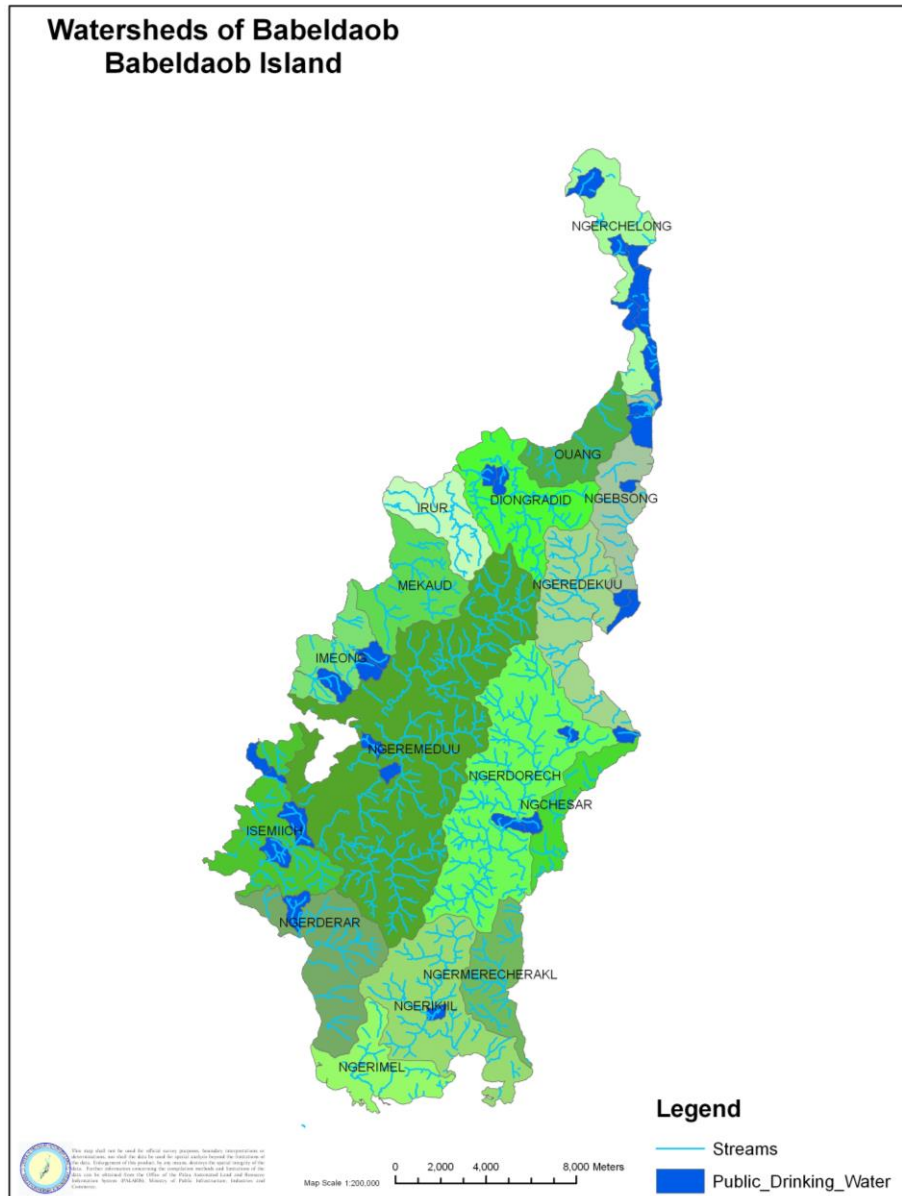 Watersheds of Babeldaob
Babeldaob Island
NGERCHELONG
OUANG
DIONGRADID
NGEBSONG
IRUR
NGEREDEKUU
MEKAUD
IMEONG
NGEREMEDUU
NGERDORECH
NGCHESAR
ISEMIICH
NGERDERAR
NGERMERECHERAKL
NGERIKIIL
NGERIMEL
Legend
Streams
Public_Drinking_Water
0 2,000 4,000 8,000 Meters
Map Scale 1:200,000